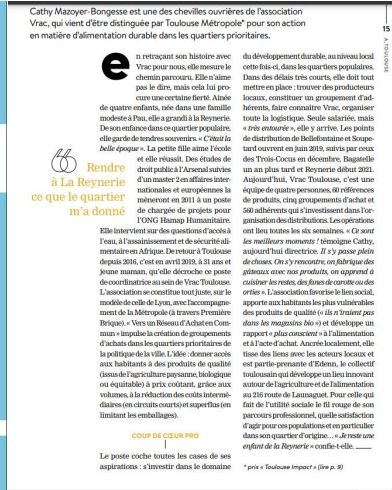 Cathy Mazoyer-Bongesse est une des chevilles ouvrières de l'association
Vrac, qui vient d'être distinguée par Toulouse Métropole* pour son action
en matière d'alimentation durable dans les quartiers prioritaires.
15
À TOULOUSE
en retraçant son histoire avec
Vrac pour nous, elle mesure le
chemin parcouru. Elle n'aime
pas le dire, mais cela lui pro-
cure une certaine fierté. Ainée
de quatre enfants, née dans une famille
modeste à Pau, elle a grandi à la Reynerie.
De son enfance dans ce quartier populaire,
elle garde de tendres souvenirs. « C'était la
belle époque ». La petite fille aime l'école
et elle réussit. Des études de
droit public à l'Arsenal suivies
d'un master 2 en affaires inter-
nationales et européennes la
mèneront en 2011 à un poste
de chargée de projets pour
l'ONG Hamap Humanitaire.
Elle intervient sur des questions d'accès à
l'eau, à l'assainissement et de sécurité ali-
mentaire en Afrique. De retour à Toulouse
depuis 2016, c'est en avril 2019, à 31 ans et
jeune maman, qu'elle décroche ce poste
de coordinatrice au sein de Vrac Toulouse.
L'association se constitue tout juste, sur le
modèle de celle de Lyon, avec l'accompagne-
ment de la Métropole (à travers Première
Brique). « Vers un Réseau d'Achat en Com-
mun » impulse la création de groupements
d'achats dans les quartiers prioritaires de
la politique de la ville. L'idée : donner accès
aux habitants à des produits de qualité
(issus de l'agriculture paysanne, biologique
ou équitable) à prix coûtant, grâce aux
volumes, à la réduction des coûts intermé-
diaires (en circuits courts) et superflus (en
limitant les emballages).
Rendre
à La Reynerie
ce que le quartier
m'a donné
COUP DE CŒUR PRO
Le poste coche toutes les cases de ses
aspirations : s'investir dans le domaine
du développement durable, au niveau local
cette fois-ci, dans les quartiers populaires.
Dans des délais très courts, elle doit tout
mettre en place : trouver des producteurs
locaux, constituer un groupement d'ad-
hérents, faire connaître Vrac, organiser
toute la logistique. Seule salariée, mais
« très entourée », elle y arrive. Les points
de distribution de Bellefontaine et Soupe-
tard ouvrent en juin 2019, suivis par ceux
des Trois-Cocus en décembre, Bagatelle
un an plus tard et Reynerie début 2021.
Aujourd'hui, Vrac Toulouse, c'est une
équipe de quatre personnes, 60 références
de produits, cinq groupements d'achat et
560 adhérents qui s'investissent dans l'or-
ganisation des distributions. Les opérations
ont lieu toutes les six semaines. « Ce sont
les meilleurs moments ! témoigne Cathy,
aujourd'hui directrice. Il s'y passe plein
de choses. On s'y rencontre, on fabrique des
gâteaux avec nos produits, on apprend à
cuisiner les restes, des fanes de carotte ou des
orties ». L'association favorise le lien social,
apporte aux habitants les plus vulnérables
des produits de qualité (« ils n'iraient pas
dans les magasins bio ») et développe un
rapport « plus conscient » à l'alimentation
et à l'acte d'achat. Ancrée localement, elle
tisse des liens avec les acteurs locaux et
est partie-prenante d'Edenn, le collectif
toulousain qui développe un lieu innovant
autour de l'agriculture et de l'alimentation
au 216 route de Launaguet. Pour celle qui
fait de l'utilité sociale le fil rouge de son
parcours professionnel, quelle satisfaction
d'agir pour ces populations et en particulier
dans son quartier d'origine… « Je reste une
enfant de la Reynerie » confie-t-elle.
* prix « Toulouse Impact » (lire p. 9)